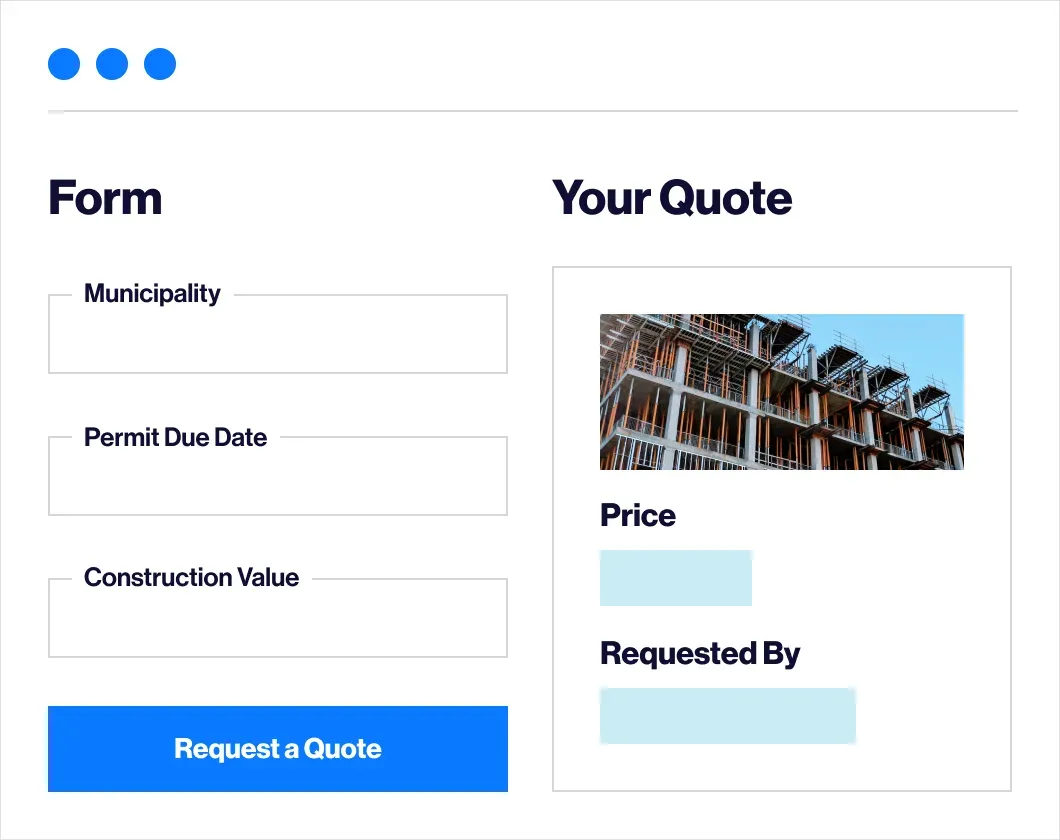 Form
Municipality
Permit Due Date
Construction Value
Request a Quote
Your Quote
Price
Requested By